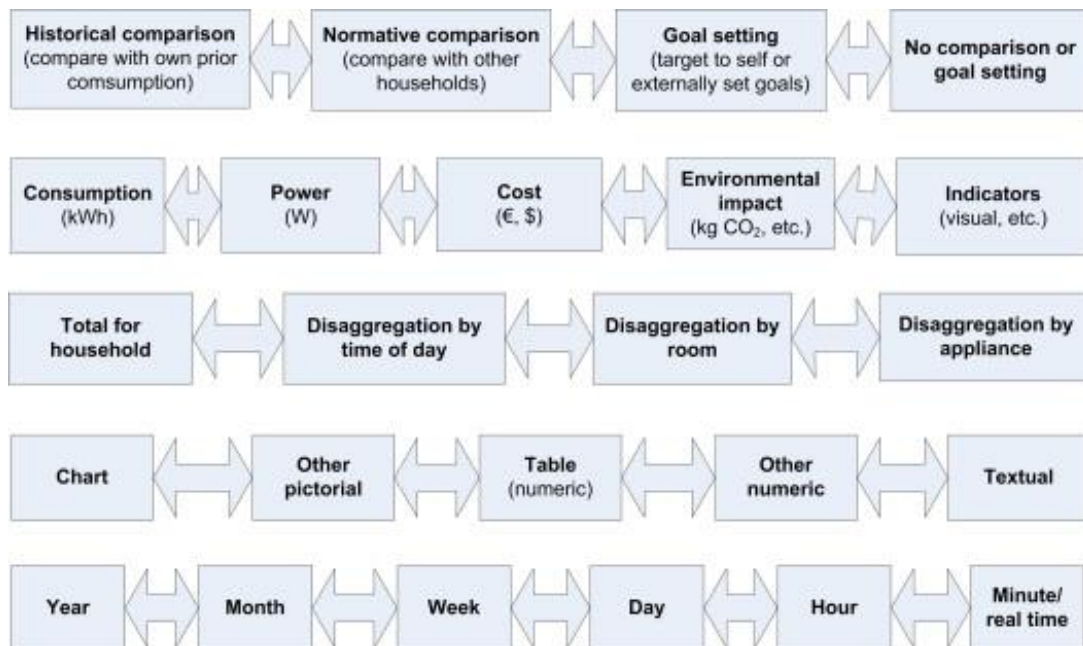 Historical comparison
(compare with own prior
comsumption)
Normative comparison
(compare with other
households)
Goal setting
(target to self or
externally set goals)
No comparison or
goal setting
Consumption
(kWh)
Power
(W)
Cost
(€, $)
Environmental
impact
(kg CO₂, etc.)
Indicators
(visual, etc.)
Total for
household
Disaggregation by
time of day
Disaggregation by
room
Disaggregation by
appliance
Chart
Other
pictorial
Table
(numeric)
Other
numeric
Textual
Year
Month
Week
Day
Hour
Minute/
real time